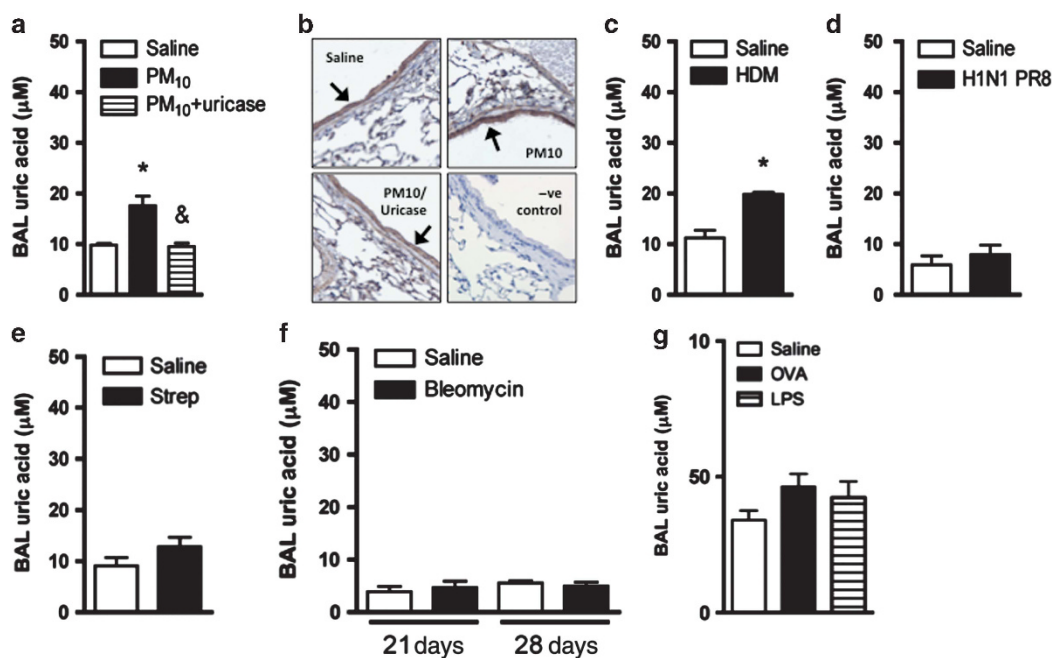 a
BAL uric acid (µM)
50
40
30
20
10
0
Saline
PM10
PM10+uricase
*
&
b
Saline
PM10
PM10/
Uricase
–ve
control
c
BAL uric acid (µM)
50
40
30
20
10
0
Saline
HDM
*
d
BAL uric acid (µM)
50
40
30
20
10
0
Saline
H1N1 PR8
e
BAL uric acid (µM)
50
40
30
20
10
0
Saline
Strep
f
BAL uric acid (µM)
50
40
30
20
10
0
Saline
Bleomycin
21 days
28 days
g
BAL uric acid (µM)
10
50
0
Saline
OVA
LPS